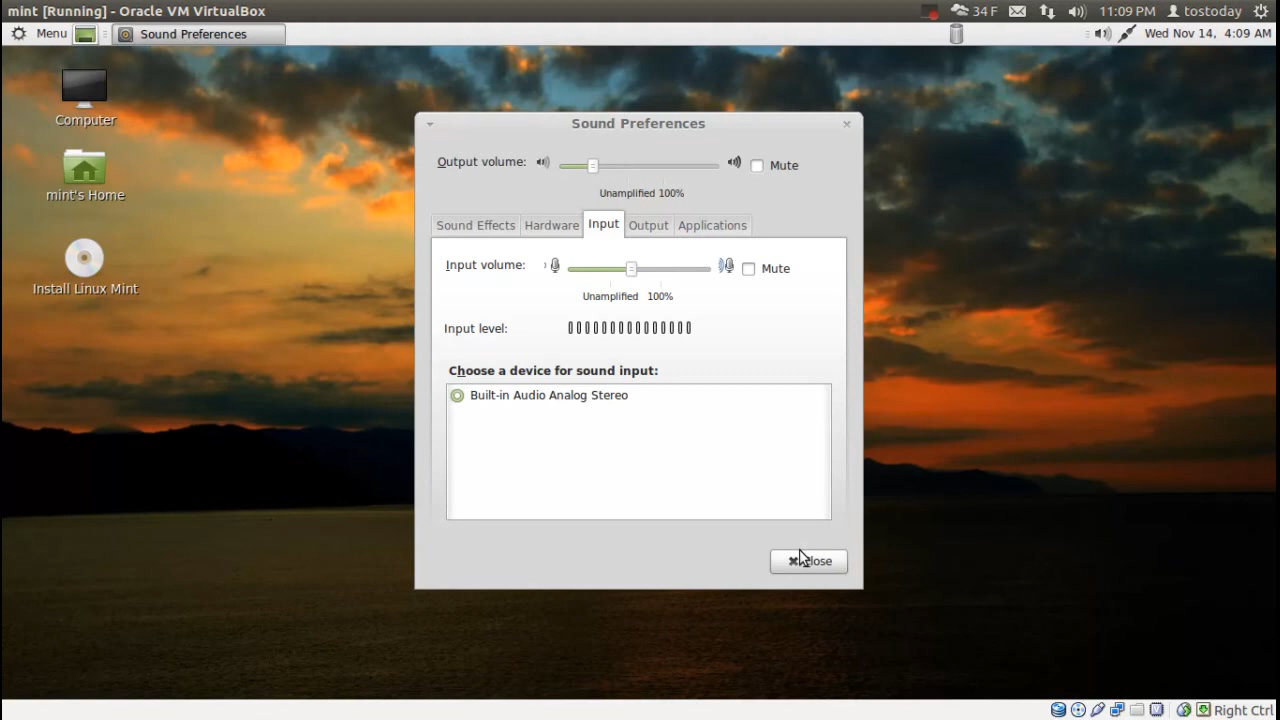 mint [Running] - Oracle VM VirtualBox
34 F
11:09 PM
tostoday
Menu
Sound Preferences
Wed Nov 14, 4:09 AM
Computer
mint's Home
Install Linux Mint
Sound Preferences
Output volume:
Mute
Unamplified 100%
Sound Effects
Hardware
Input
Output
Applications
Input volume:
Mute
Unamplified 100%
Input level:
Choose a device for sound input:
Built-in Audio Analog Stereo
Right Ctrl